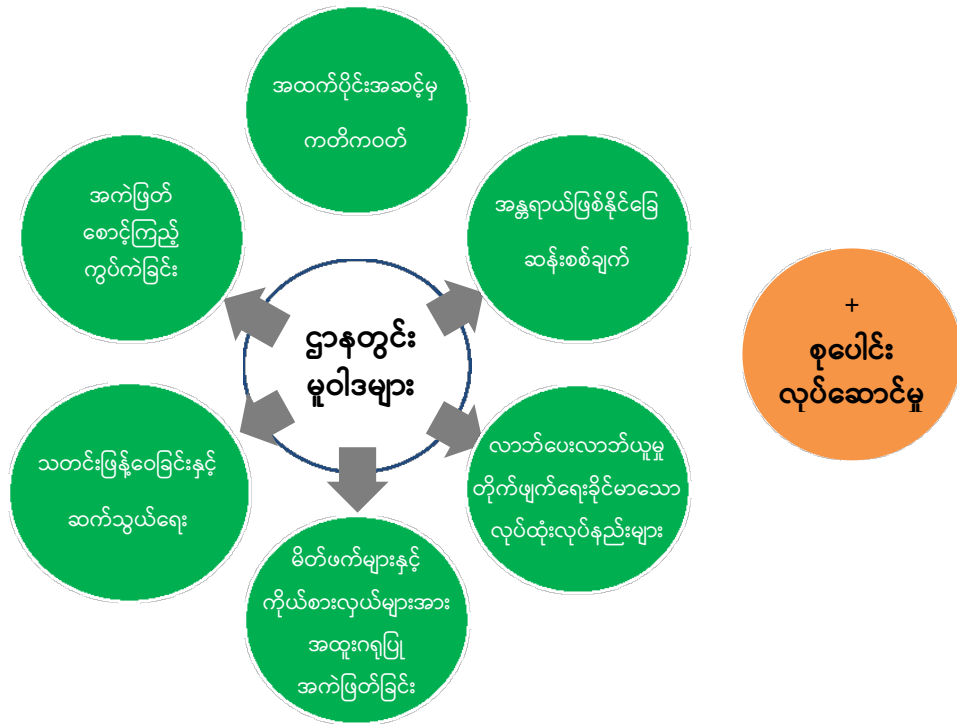 အထက်ပိုင်းအဆင့်မှ
ကတိကဝတ်
အန္တရာယ်ဖြစ်နိုင်ခြေ
ဆန်းစစ်ချက်
လာဘ်ပေးလာဘ်ယူမှု
တိုက်ဖျက်ရေးခိုင်မာသော
လုပ်ထုံးလုပ်နည်းများ
မိတ်ဖက်များနှင့်
ကိုယ်စားလှယ်များအား
အထူးဂရုပြု
အကဲဖြတ်ခြင်း
သတင်းဖြန့်ဝေခြင်းနှင့်
ဆက်သွယ်ရေး
အကဲဖြတ်
စောင့်ကြည့်
ကွပ်ကဲခြင်း
ဌာနတွင်း
မူဝါဒများ
+
စုပေါင်း
လုပ်ဆောင်မှု